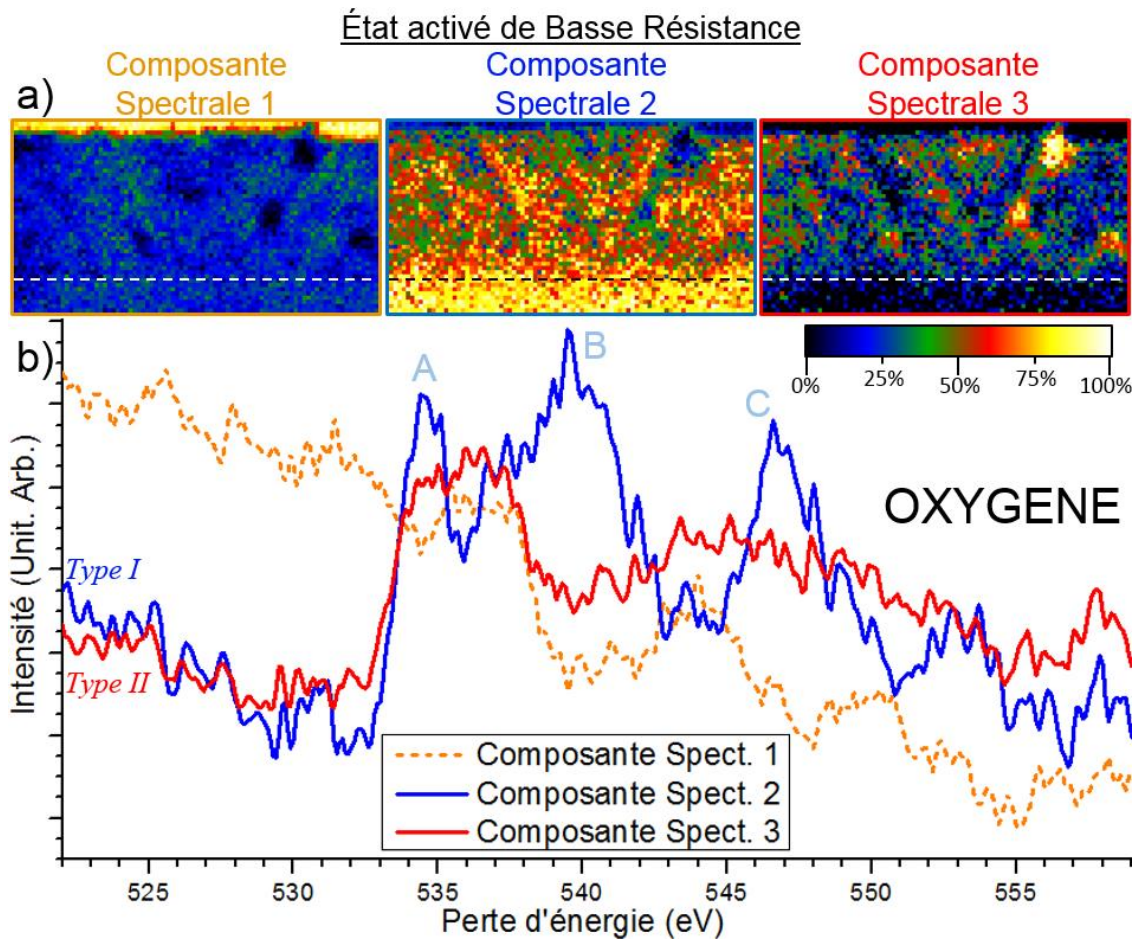 État activé de Basse Résistance
Composante
Spectrale 1
Composante
Spectrale 2
Composante
Spectrale 3
a)
b)
A
B
C
0%
25%
50%
75%
100%
OXYGENE
Type I
Type II
Intensité (Unit. Arb.)
Composante Spect. 1
Composante Spect. 2
Composante Spect. 3
525
530
535
540
545
550
555
Perte d'énergie (eV)